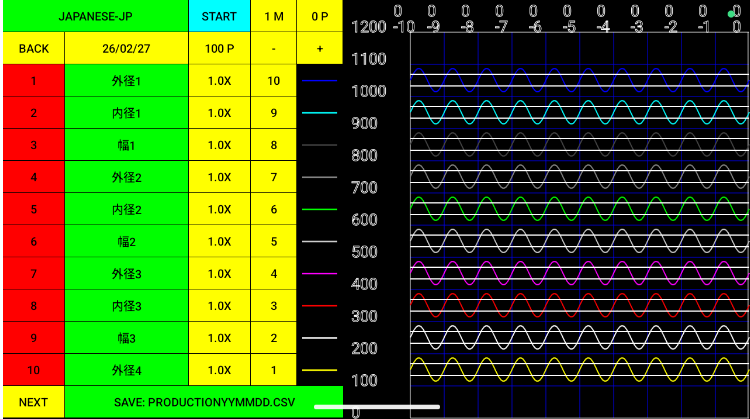 JAPANESE-JP START 1 M 0 P
BACK 26/02/27 100 P - +
1 外径1 1.0X 10
2 内径1 1.0X 9
3 幅1 1.0X 8
4 外径2 1.0X 7
5 内径2 1.0X 6
6 幅2 1.0X 5
7 外径3 1.0X 4
8 内径3 1.0X 3
9 幅3 1.0X 2
10 外径4 1.0X 1
NEXT SAVE: PRODUCTIONYYMMDD.CSV
0 0 0 0 0 0 0 0 0 0 0
-10 -9 -8 -7 -6 -5 -4 -3 -2 -1 0
1200
1100
1000
900
800
700
600
500
400
300
200
100
0